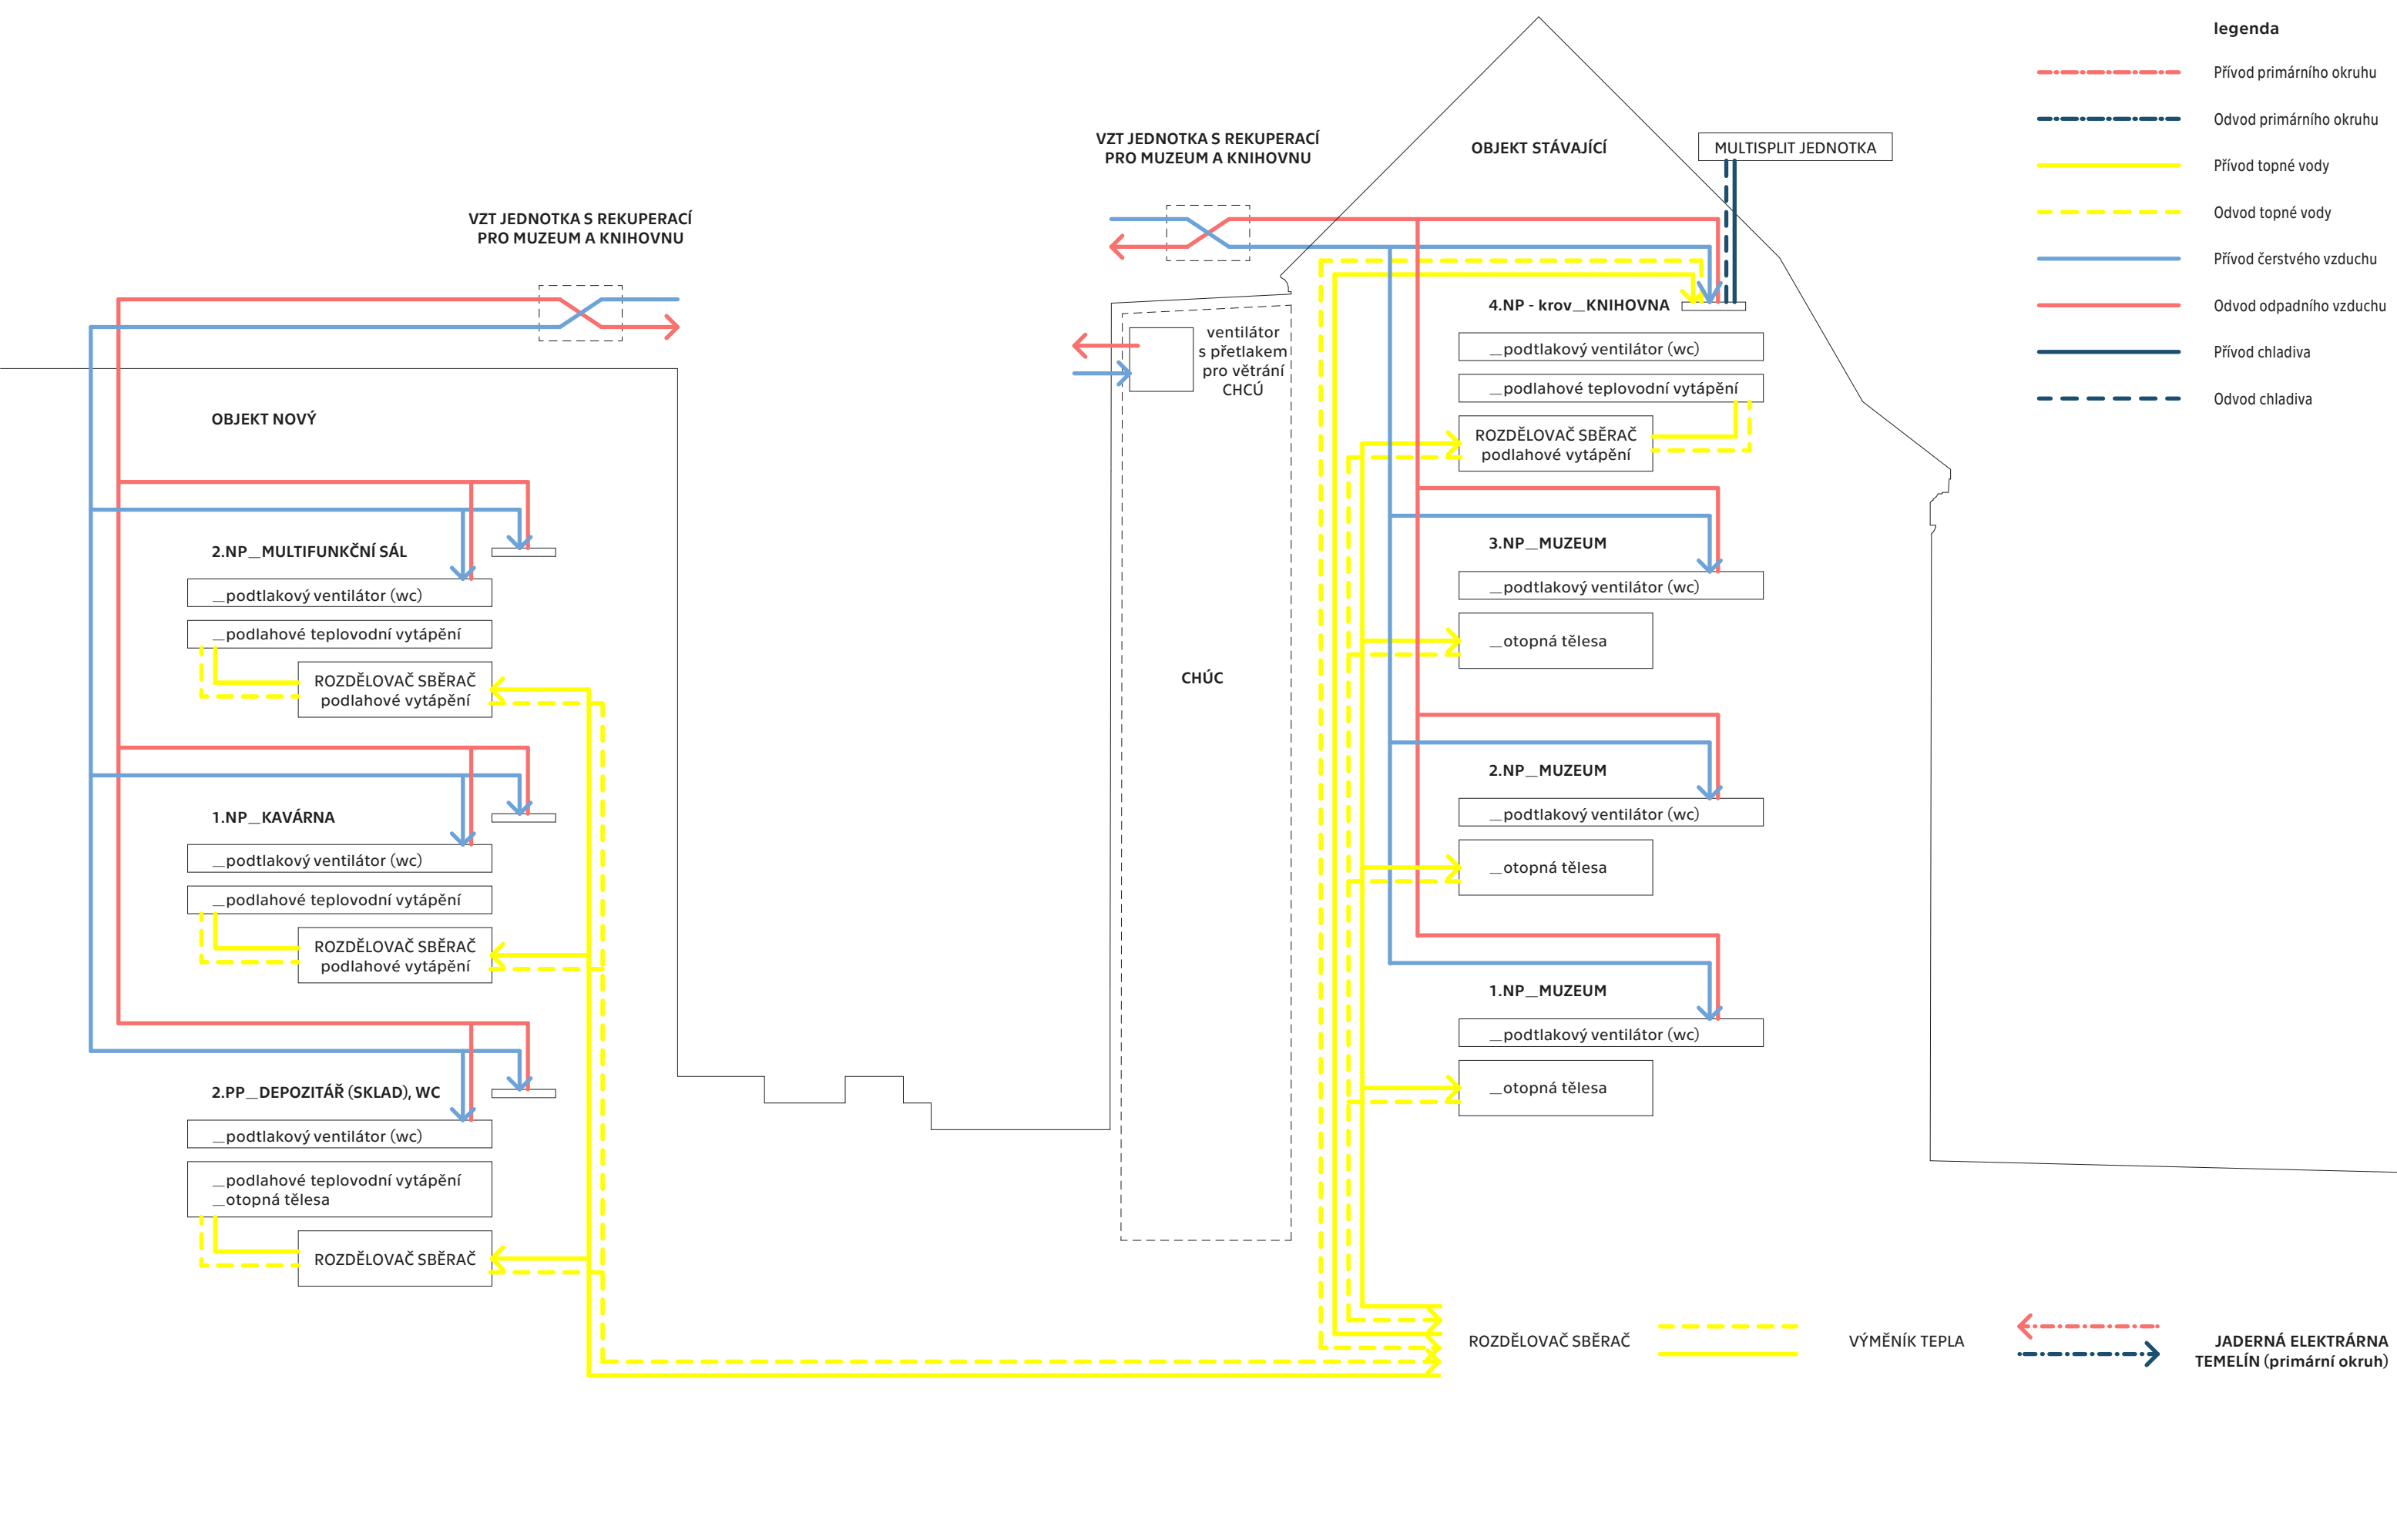 legenda
Přívod primárního okruhu
Odvod primárního okruhu
Přívod topné vody
Odvod topné vody
Přívod čerstvého vzduchu
Odvod odpadního vzduchu
Přívod chladiva
Odvod chladiva
VZT JEDNOTKA S REKUPERACÍ
PRO MUZEUM A KNIHOVNU
OBJEKT NOVÝ
2.NP_MULTIFUNKČNÍ SÁL
_podtlakový ventilátor (wc)
_podlahové teplovodní vytápění
ROZDĚLOVAČ SBĚRAČ
podlahové vytápění
1.NP_KAVÁRNA
_podtlakový ventilátor (wc)
_podlahové teplovodní vytápění
ROZDĚLOVAČ SBĚRAČ
podlahové vytápění
2.PP_DEPOZITÁŘ (SKLAD), WC
_podtlakový ventilátor (wc)
_podlahové teplovodní vytápění
_otopná tělesa
ROZDĚLOVAČ SBĚRAČ
VZT JEDNOTKA S REKUPERACÍ
PRO MUZEUM A KNIHOVNU
ventilátor
s přetlakem
pro větrání
CHCÚ
CHÚC
OBJEKT STÁVAJÍCÍ
MULTISPLIT JEDNOTKA
4.NP - krov_KNIHOVNA
_podtlakový ventilátor (wc)
_podlahové teplovodní vytápění
ROZDĚLOVAČ SBĚRAČ
podlahové vytápění
3.NP_MUZEUM
_podtlakový ventilátor (wc)
_otopná tělesa
2.NP_MUZEUM
_podtlakový ventilátor (wc)
_otopná tělesa
1.NP_MUZEUM
_podtlakový ventilátor (wc)
_otopná tělesa
ROZDĚLOVAČ SBĚRAČ
VÝMĚNÍK TEPLA
JADERNÁ ELEKTRÁRNA
TEMELÍN (primární okruh)